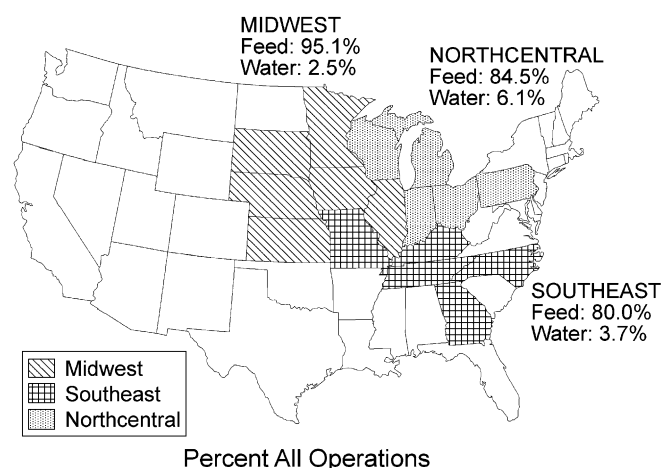 MIDWEST
Feed: 95.1%
Water: 2.5%
NORTHCENTRAL
Feed: 84.5%
Water: 6.1%
SOUTHEAST
Feed: 80.0%
Water: 3.7%
Midwest
Southeast
Northcentral
Percent All Operations